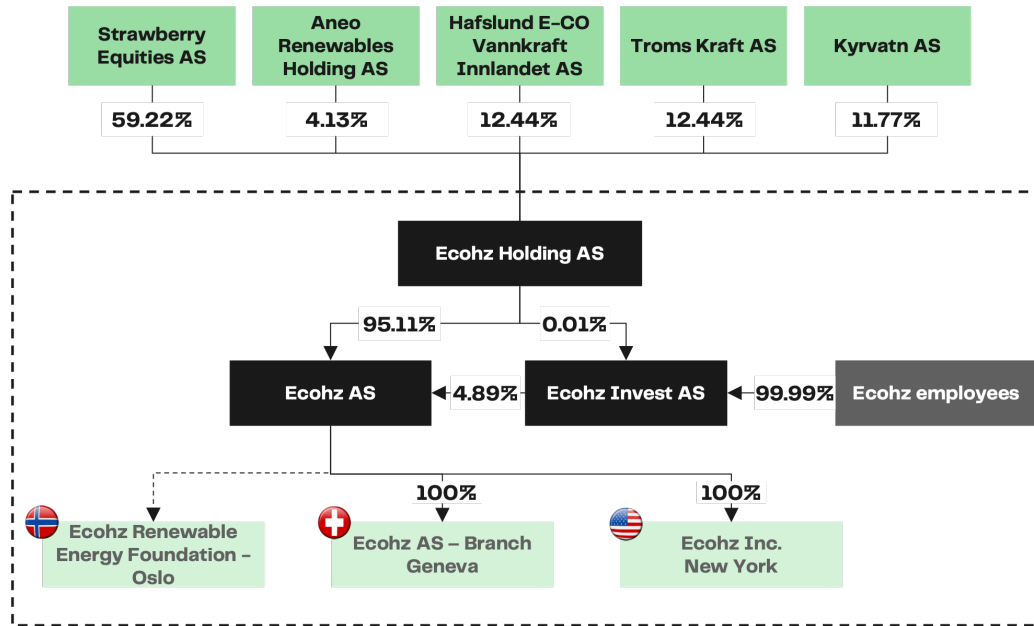 Strawberry
Equities AS
Aneo
Renewables
Holding AS
Hafslund E-CO
Vannkraft
Innlandet AS
Troms Kraft AS
Kyrvatn AS
59.22%
4.13%
12.44%
12.44%
11.77%
Ecohz Holding AS
95.11%
0.01%
Ecohz AS
4.89%
Ecohz Invest AS
99.99%
Ecohz employees
100%
100%
Ecohz Renewable
Energy Foundation –
Oslo
Ecohz AS – Branch
Geneva
Ecohz Inc.
New York